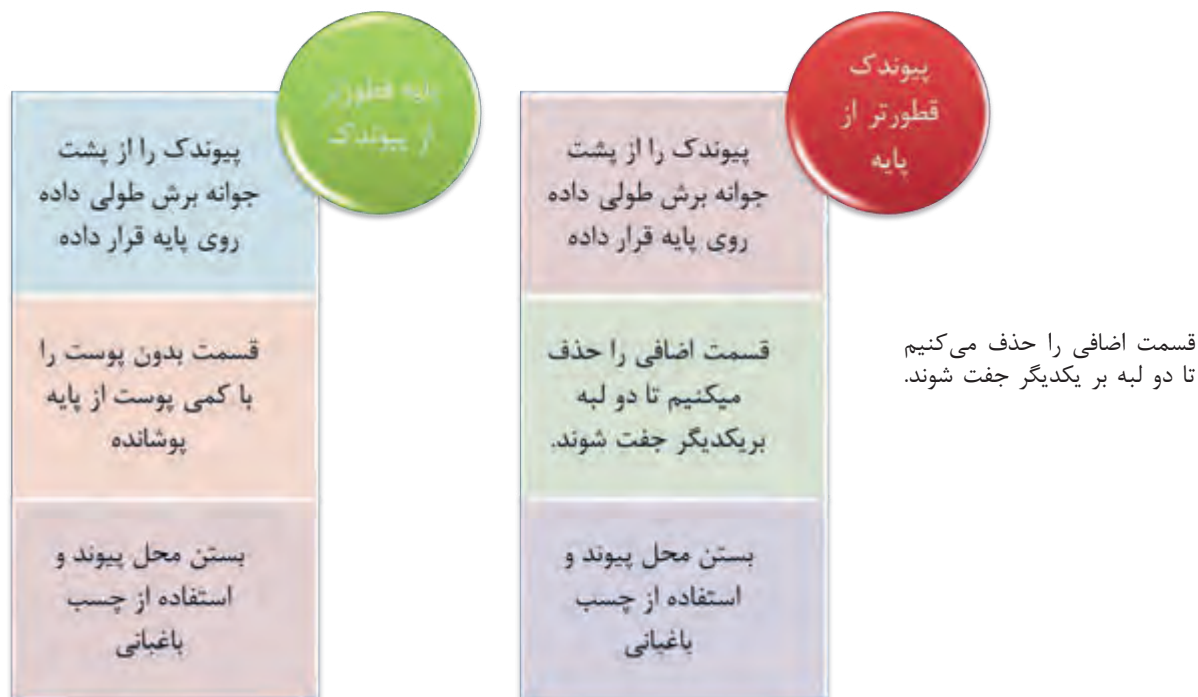 پیوندک
قطورتر از
پایه
پیوندک را از پشت
جوانه برش طولی داده
روی پایه قرار داده
قسمت اضافی را حذف
میکنیم تا دو لبه
بریکدیگر جفت شوند.
بستن محل پیوند و
استفاده از چسب
باغبانی
قسمت اضافی را حذف می‌کنیم
تا دو لبه بر یکدیگر جفت شوند.
پایه قطورتر
از پیوندک
پیوندک را از پشت
جوانه برش طولی داده
روی پایه قرار داده
قسمت بدون پوست را
با کمی پوست از پایه
پوشانده
بستن محل پیوند و
استفاده از چسب
باغبانی